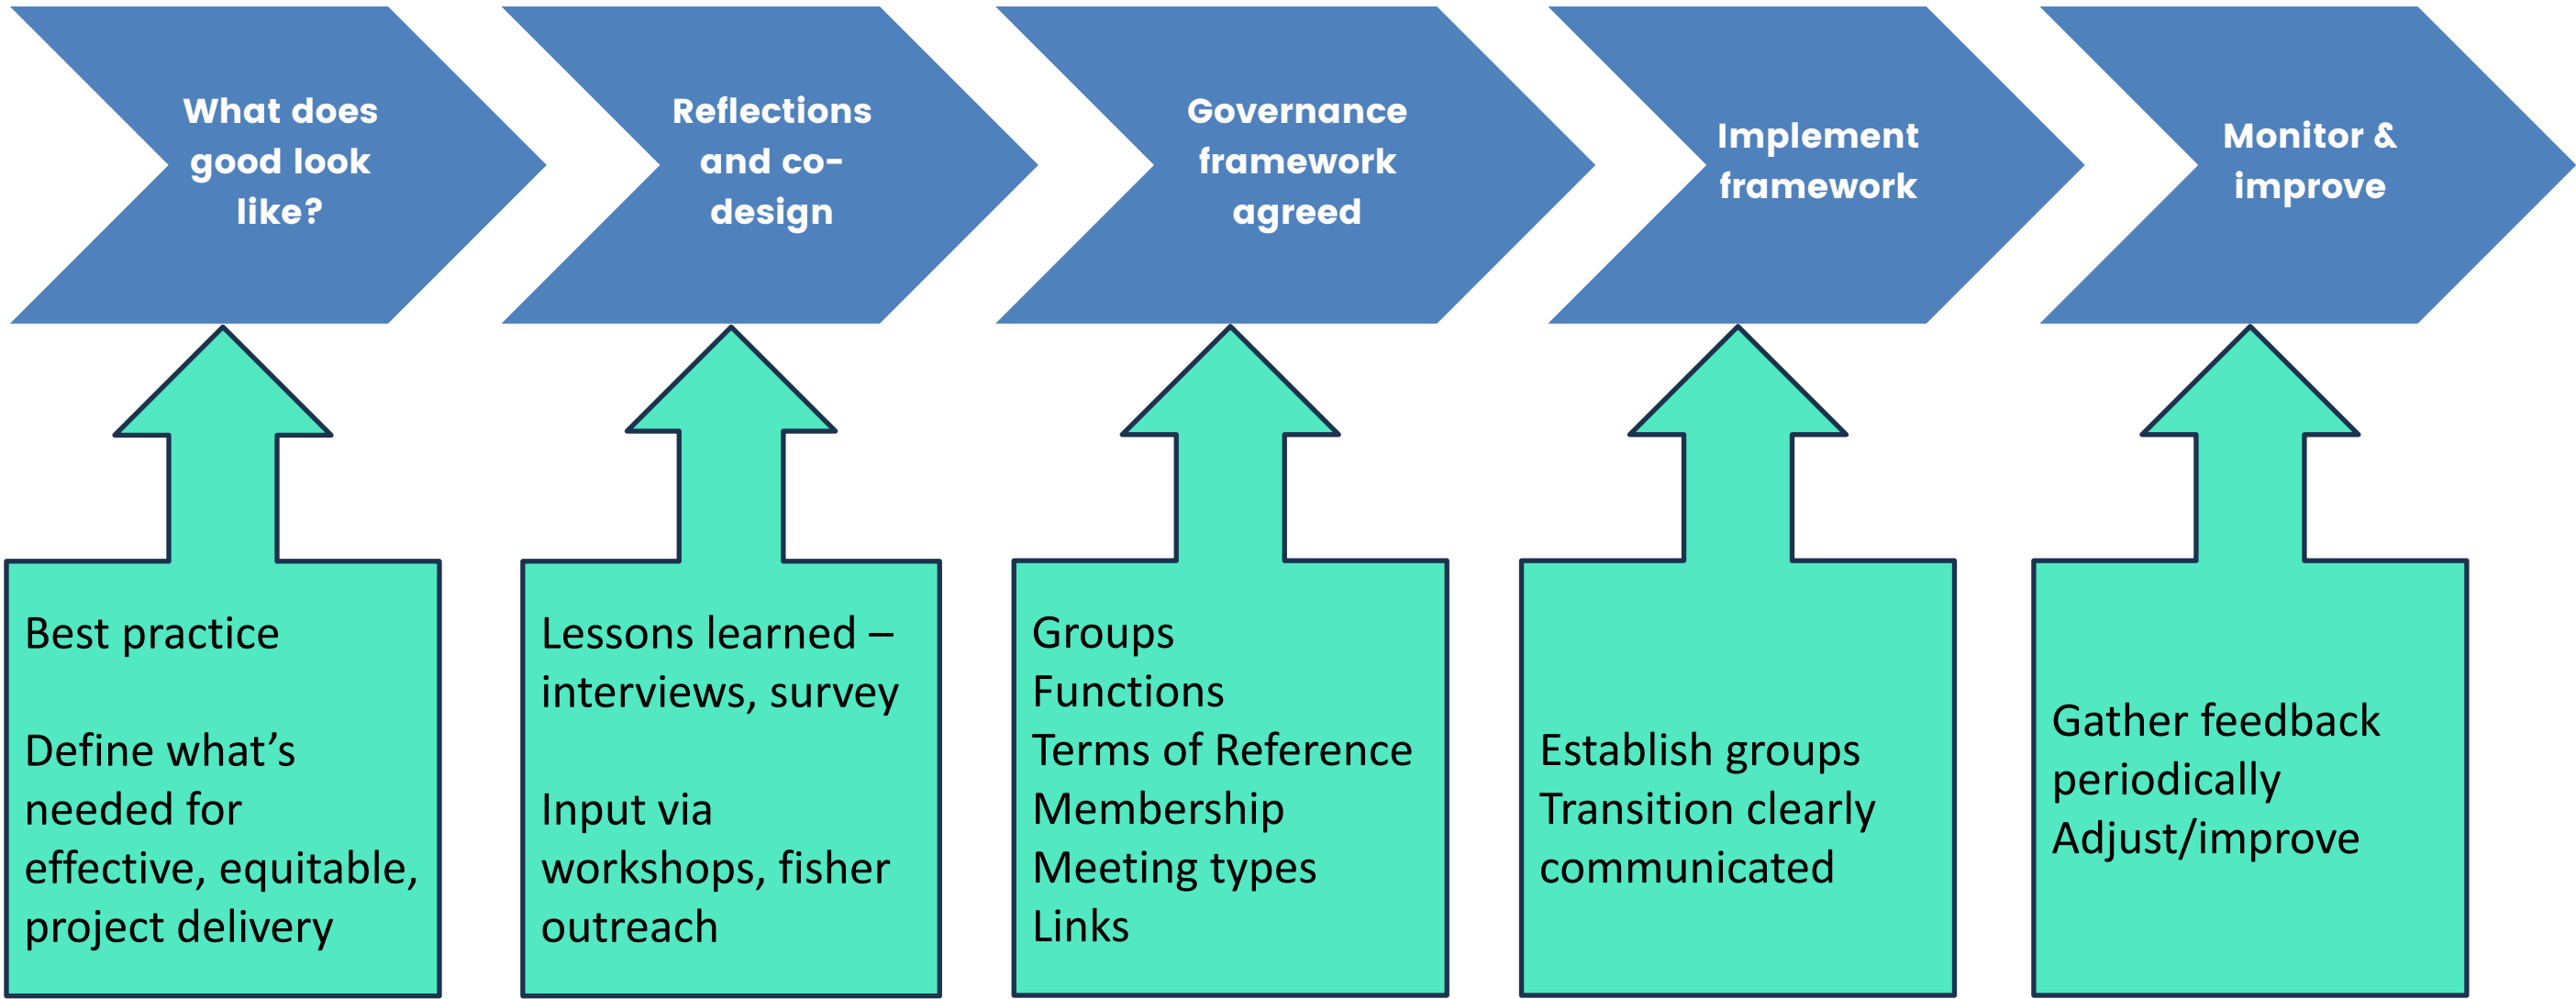 What does
good look
like?
Reflections
and co-
design
Governance
framework
agreed
Implement
framework
Monitor &
improve
Best practice
Define what’s
needed for
effective, equitable,
project delivery
Lessons learned –
interviews, survey
Input via
workshops, fisher
outreach
Groups
Functions
Terms of Reference
Membership
Meeting types
Links
Establish groups
Transition clearly
communicated
Gather feedback
periodically
Adjust/improve